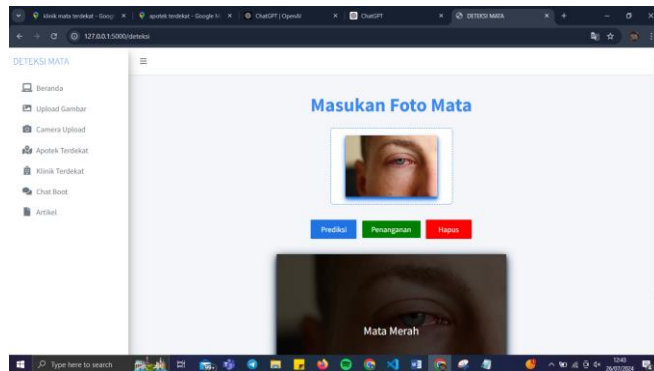 klinik mata terdekat - Goog
apotek terdekat - Google
ChatGPT | OpenAI
ChatGPT
DETEKSI MATA
127.0.0.1:5000/deteksi
DETEKSI MATA
Beranda
Upload Gambar
Camera Upload
Apotek Terdekat
Klinik Terdekat
Chat Boot
Artikel
Masukan Foto Mata
Prediksi
Penanganan
Hapus
Mata Merah
Type here to search
12:43
26/07/2024